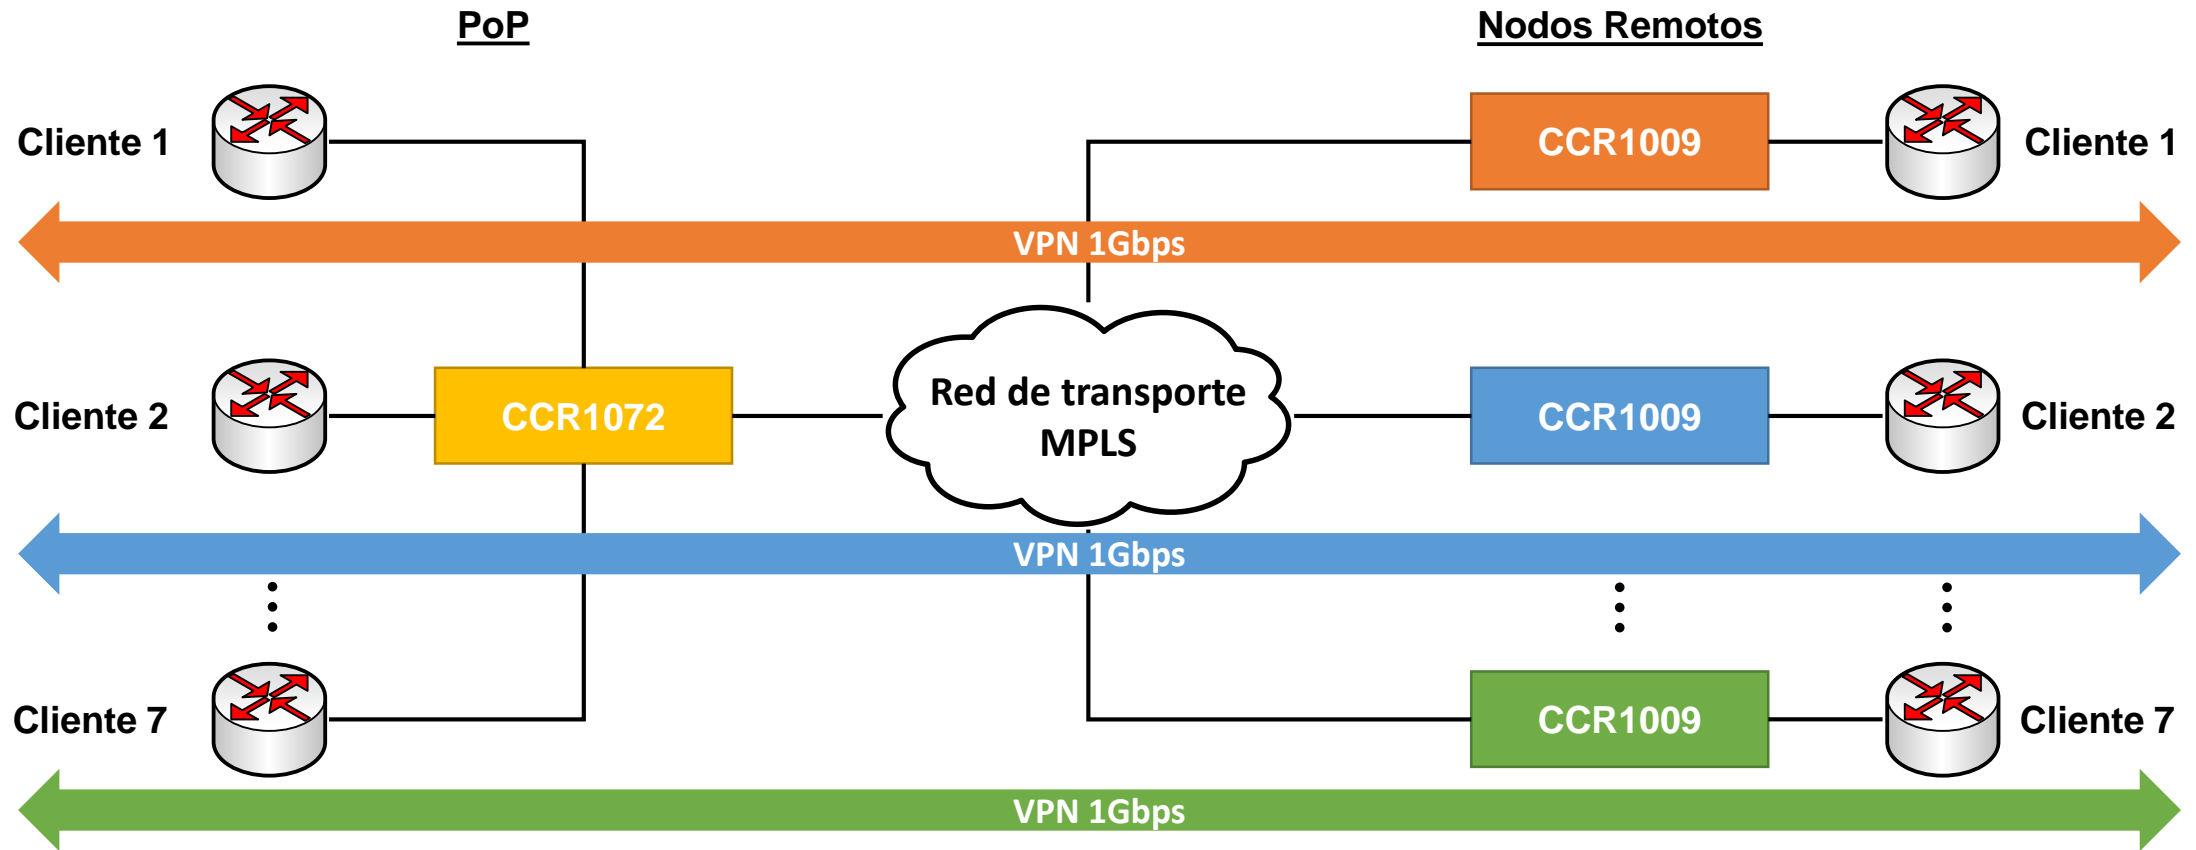 PoP
Nodos Remotos
Cliente 1
CCR1009
Cliente 1
VPN 1Gbps
Cliente 2
CCR1072
Red de transporte
MPLS
CCR1009
Cliente 2
VPN 1Gbps
Cliente 7
CCR1009
Cliente 7
VPN 1Gbps